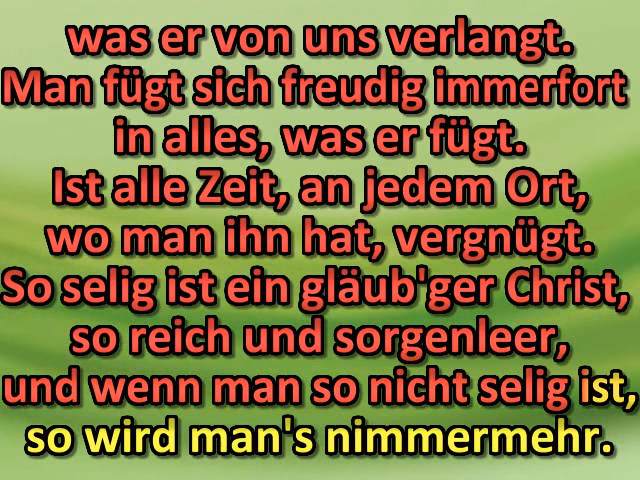 was er von uns verlangt.
Man fügt sich freudig immerfort
in alles, was er fügt.
Ist alle Zeit, an jedem Ort,
wo man ihn hat, vergnügt.
So selig ist ein gläub'ger Christ,
so reich und sorgenleer,
und wenn man so nicht selig ist,
so wird man's nimmermehr.